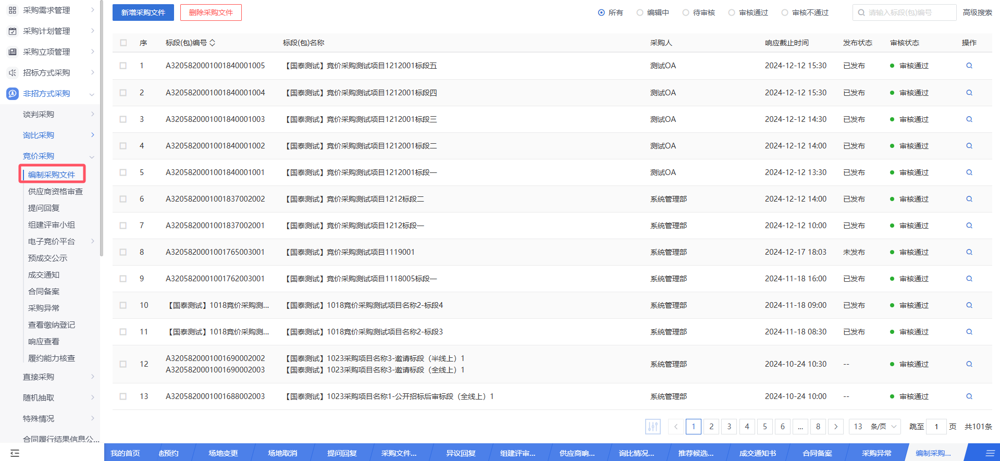 采购需求管理
采购计划管理
采购立项管理
招标方式采购
非招方式采购
谈判采购
询比采购
竞价采购
编制采购文件
供应商资格审查
提问回复
组建评审小组
电子竞价平台
预成交公示
成交通知
合同备案
采购异常
查看缴纳登记
响应查看
履约能力核查
直接采购
随机抽取
特殊情况
合同履行结果信息公...
新增采购文件 删除采购文件 所有 编辑中 待审核 审核通过 审核不通过 请输入标段(包)编号 高级搜索
序 标段(包)编号 标段(包)名称 采购人 响应截止时间 发布状态 审核状态 操作
1 A3205820001001840001005 【国泰测试】竞价采购测试项目1212001标段五 测试OA 2024-12-12 15:30 已发布 审核通过
2 A3205820001001840001004 【国泰测试】竞价采购测试项目1212001标段四 测试OA 2024-12-12 15:30 已发布 审核通过
3 A3205820001001840001003 【国泰测试】竞价采购测试项目1212001标段三 测试OA 2024-12-12 14:30 已发布 审核通过
4 A3205820001001840001002 【国泰测试】竞价采购测试项目1212001标段二 测试OA 2024-12-12 14:00 已发布 审核通过
5 A3205820001001840001001 【国泰测试】竞价采购测试项目1212001标段一 测试OA 2024-12-12 13:30 已发布 审核通过
6 A3205820001001837002002 【国泰测试】竞价采购测试项目1212标段二 系统管理部 2024-12-12 14:00 已发布 审核通过
7 A3205820001001837002001 【国泰测试】竞价采购测试项目1212标段一 系统管理部 2024-12-12 10:00 已发布 审核通过
8 A3205820001001765003001 【国泰测试】竞价采购测试项目1119001 系统管理部 2024-12-17 18:03 未发布 审核通过
9 A3205820001001762003001 【国泰测试】竞价采购测试项目1118005标段一 系统管理部 2024-11-18 16:00 已发布 审核通过
10 【国泰测试】1018竞价采购测... 【国泰测试】1018竞价采购测试项目名称2-标段4 系统管理部 2024-11-18 09:00 已发布 审核通过
11 【国泰测试】1018竞价采购测... 【国泰测试】1018竞价采购测试项目名称2-标段3 系统管理部 2024-11-18 08:30 已发布 审核通过
12 A3205820001001690002002 【国泰测试】1023采购项目名称3-邀请标段（半线上）1 系统管理部 2024-10-24 10:30 -- 审核通过
A3205820001001690002003 【国泰测试】1023采购项目名称3-邀请标段（全线上）1
13 A3205820001001688002003 【国泰测试】1023采购项目名称1-公开招标后审标段（全线上）1 系统管理部 2024-10-24 10:00 -- 审核通过
1 2 3 4 5 6 ... 8 13 条/页 跳至 1 页 共101条
我的首页 预约 场地变更 场地取消 提问回复 采购文件... 异议回复 组建评审... 供应商响... 询比情况... 推荐候选... 成交通知书 合同备案 采购异常 编制采购...